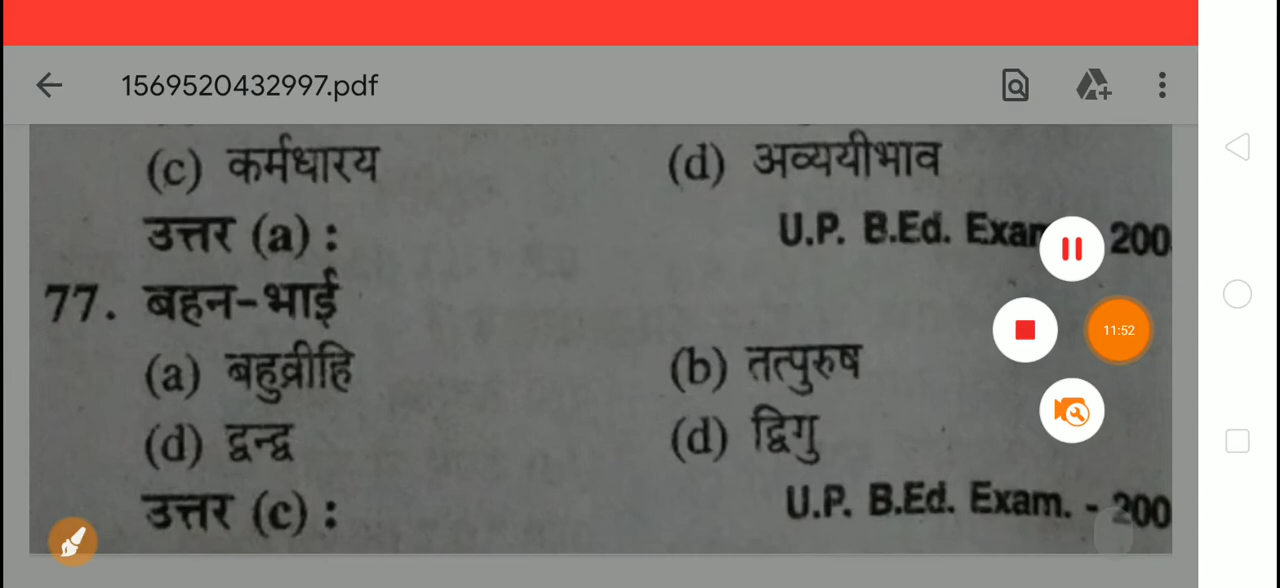 1569520432997.pdf
(c) कर्मधारय (d) अव्ययीभाव
उत्तर (a) : U.P. B.Ed. Exam 200
77. बहन-भाई
11:52
(a) बहुव्रीहि (b) तत्पुरुष
(d) द्वन्द्व (d) द्विगु
उत्तर (c) : U.P. B.Ed. Exam. - 200